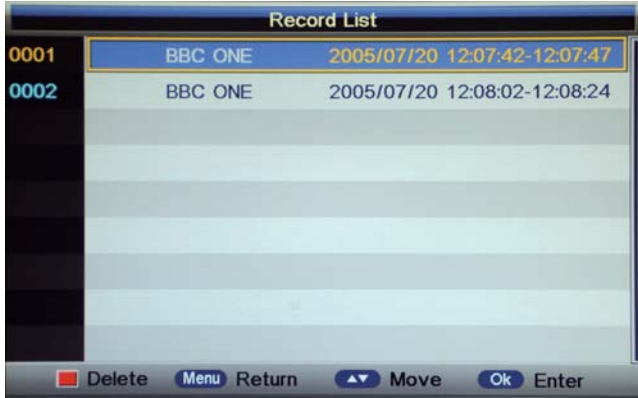 Record List
0001 BBC ONE 2005/07/20 12:07:42-12:07:47
0002 BBC ONE 2005/07/20 12:08:02-12:08:24
Delete Menu Return Move Ok Enter